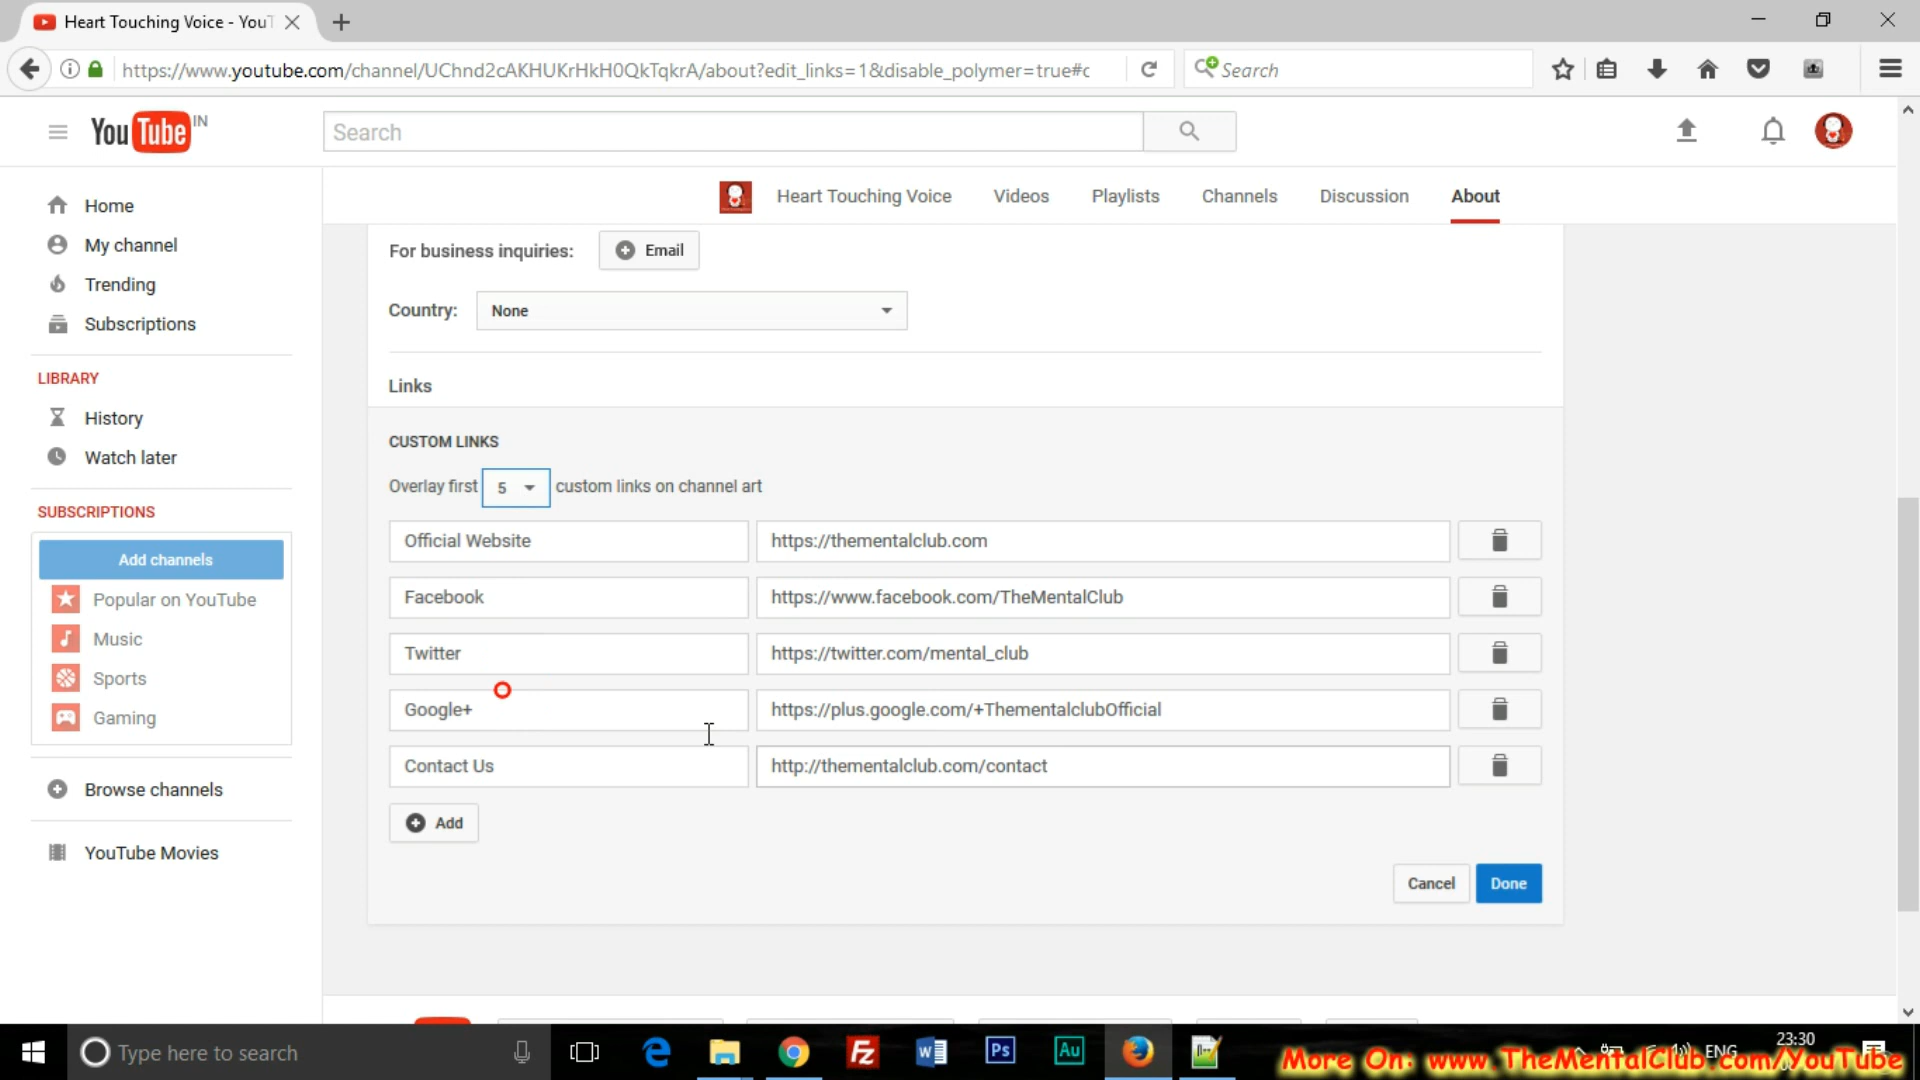 Heart Touching Voice - YouT
https://www.youtube.com/channel/UChnd2cAKHUKrHkH0QkTqkrA/about?edit_links=1&disable_polymer=true#c
Search
YouTube IN
Search
Heart Touching Voice
Videos
Playlists
Channels
Discussion
About
Home
My channel
Trending
Subscriptions
LIBRARY
History
Watch later
SUBSCRIPTIONS
Add channels
Popular on YouTube
Music
Sports
Gaming
Browse channels
YouTube Movies
For business inquiries: Email
Country: None
Links
CUSTOM LINKS
Overlay first 5 custom links on channel art
Official Website https://thementalclub.com
Facebook https://www.facebook.com/TheMentalClub
Twitter https://twitter.com/mental_club
Google+ https://plus.google.com/+ThementalclubOfficial
Contact Us http://thementalclub.com/contact
Add
Cancel Done
Type here to search
W
Ps
Au
ENG
23:30
More On: www.TheMentalClub.com/YouTube